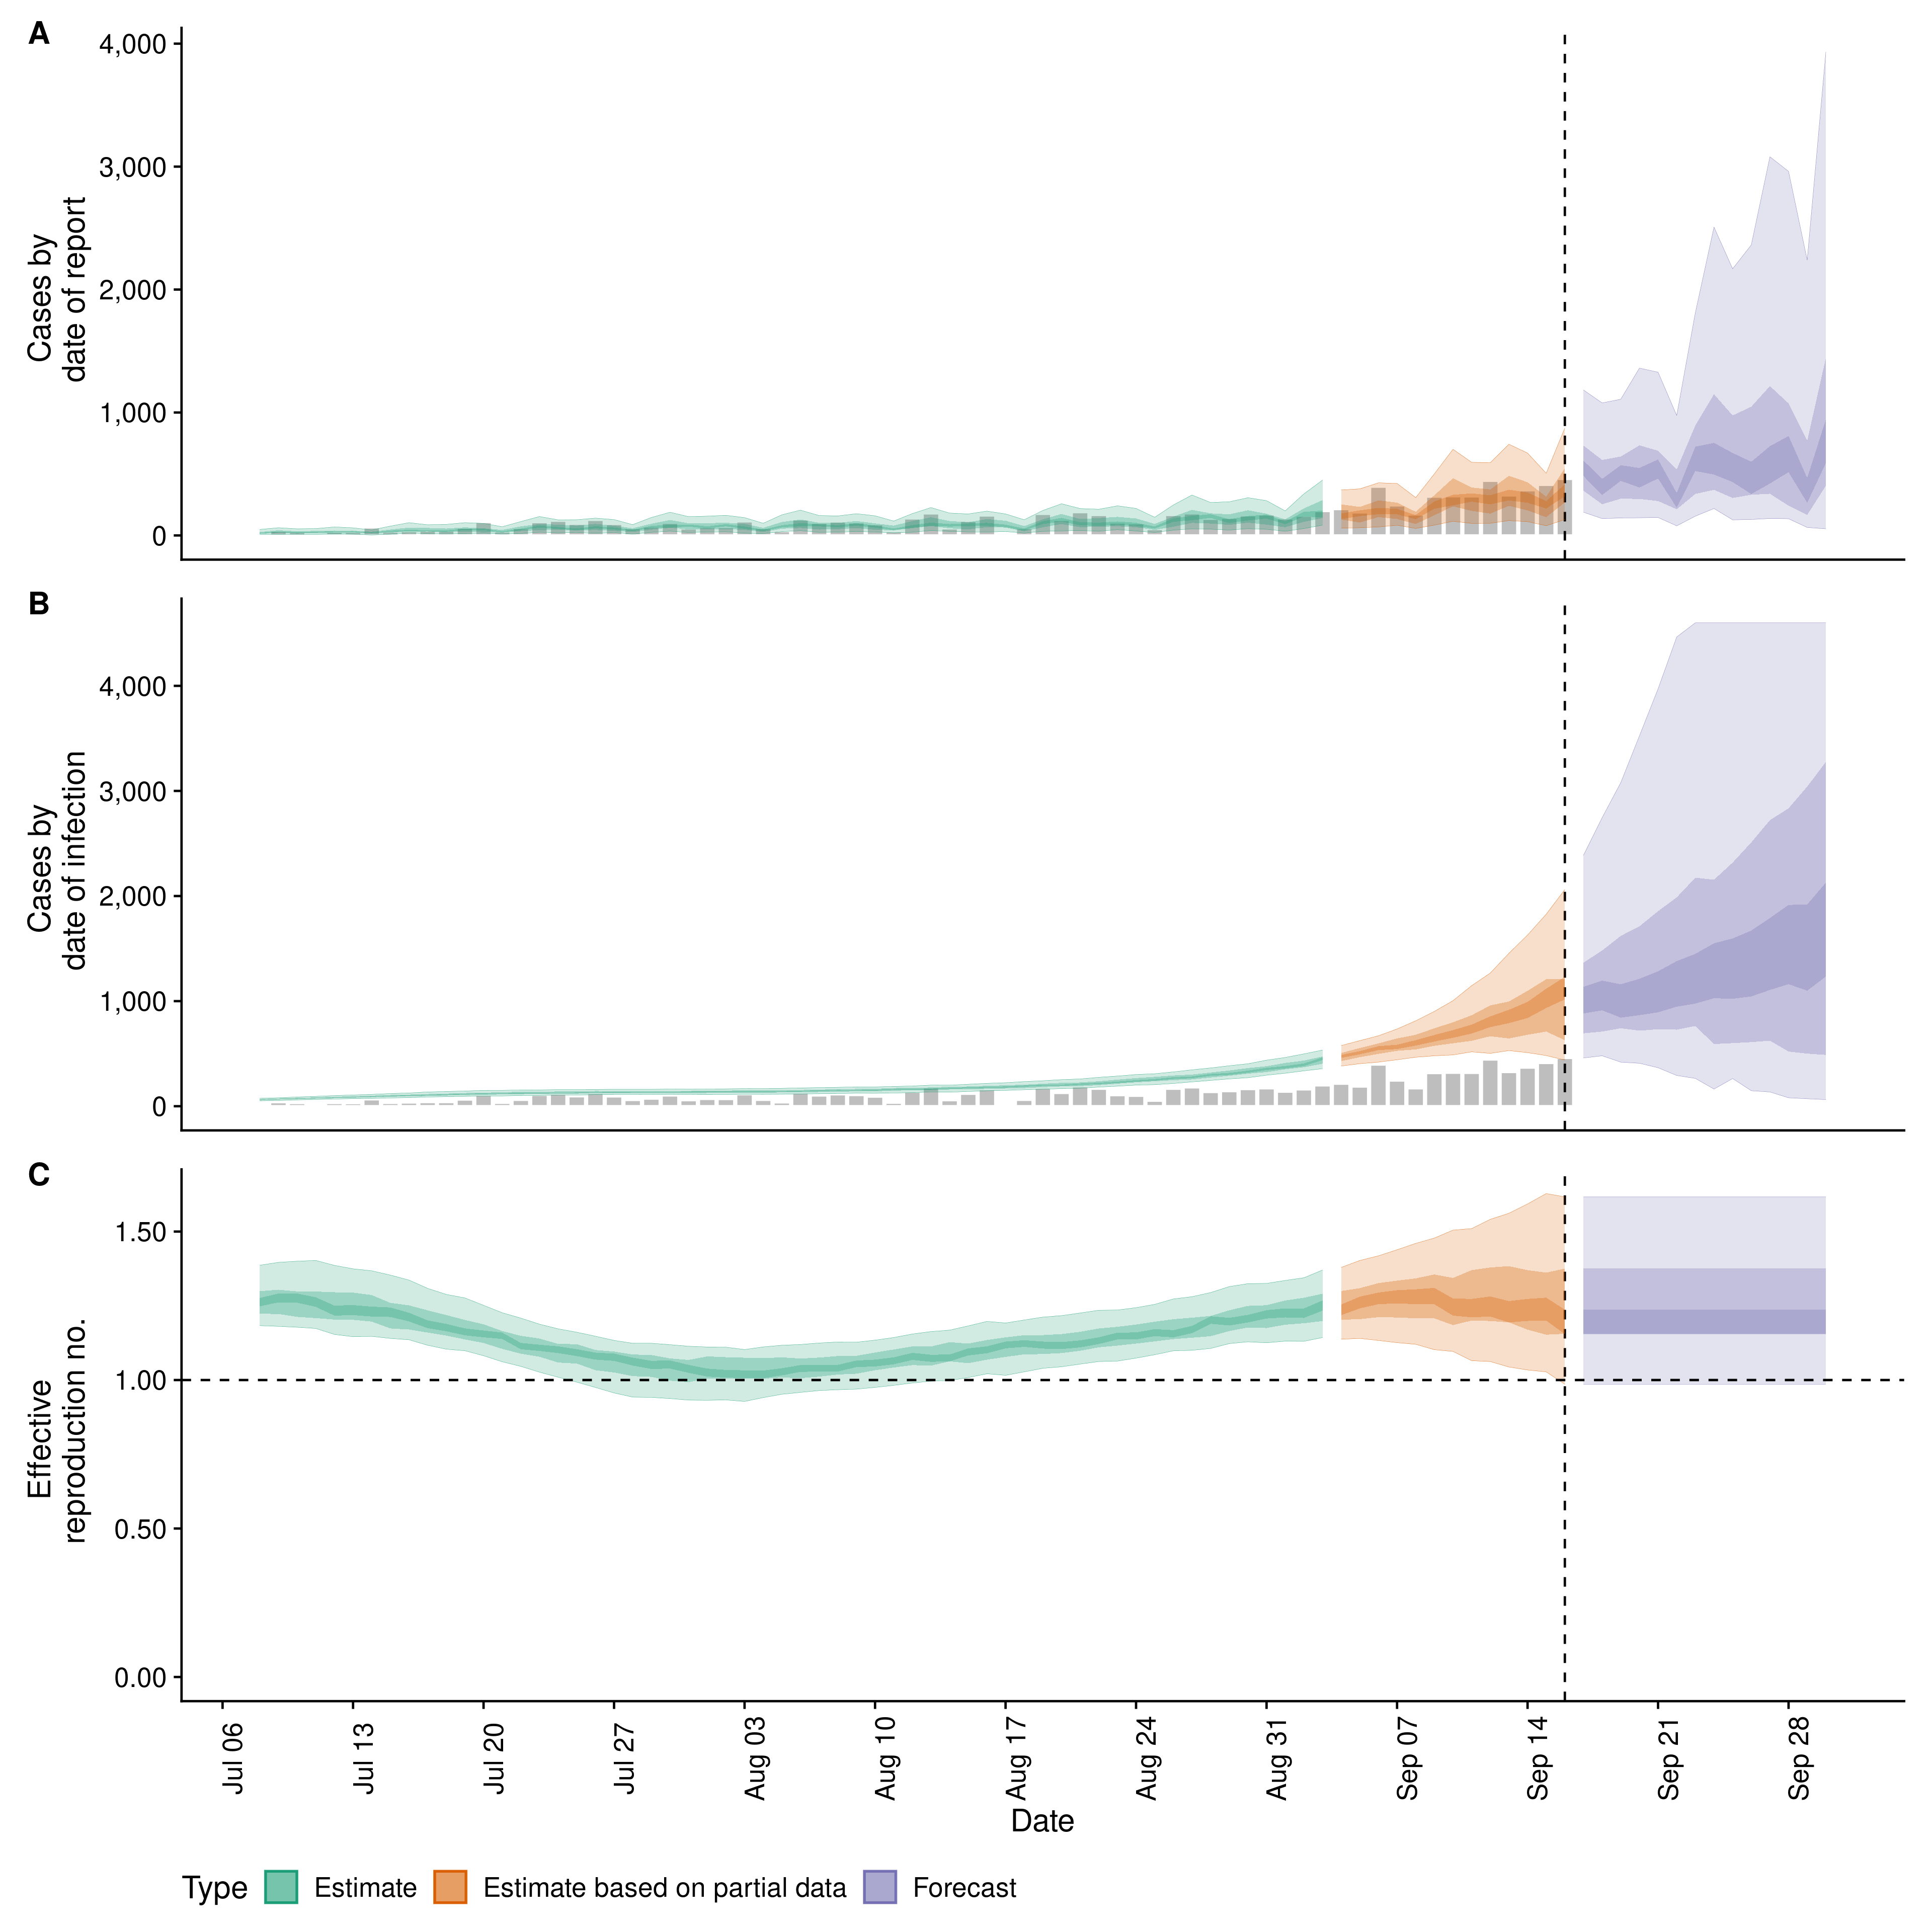 A
Cases by
date of report
4,000
3,000
2,000
1,000
0
B
Cases by
date of infection
4,000
3,000
2,000
1,000
0
C
Effective
reproduction no.
1.50
1.00
0.50
0.00
Jul 06
Jul 13
Jul 20
Jul 27
Aug 03
Aug 10
Aug 17
Aug 24
Aug 31
Sep 07
Sep 14
Sep 21
Sep 28
Date
Type Estimate Estimate based on partial data Forecast